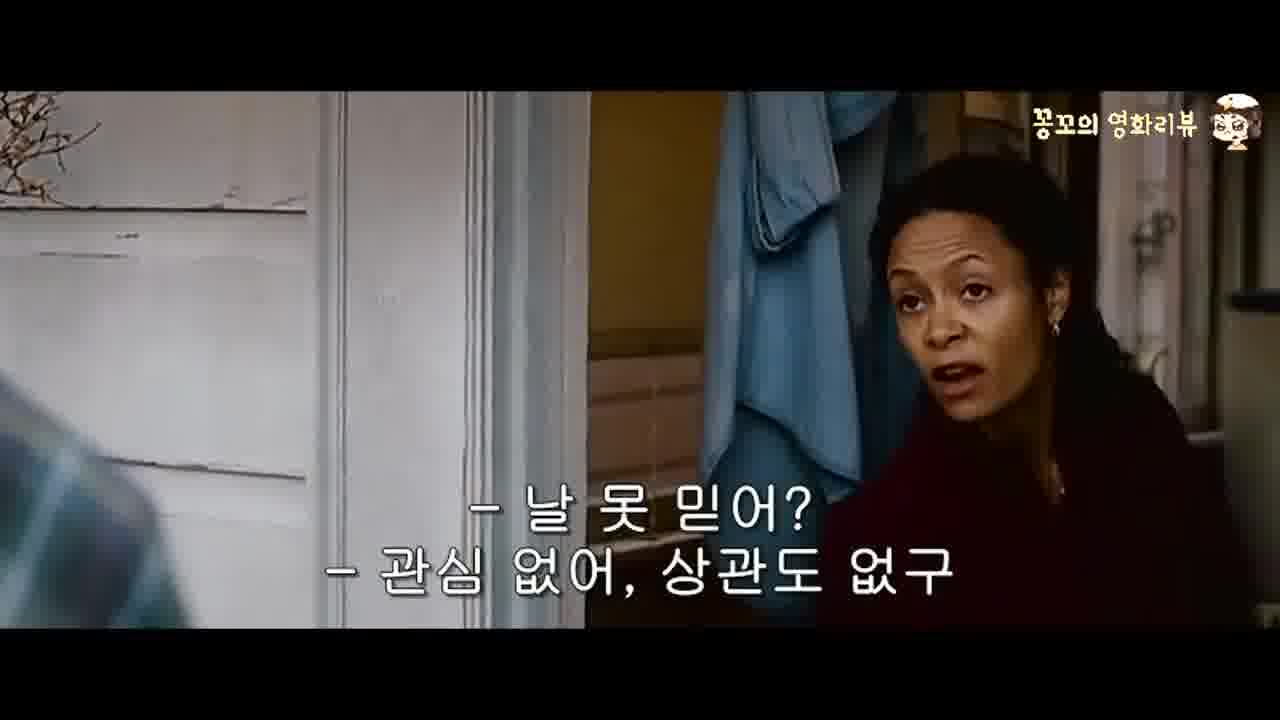 꽁꼬의 영화리뷰
- 날 못 믿어?
- 관심 없어, 상관도 없구